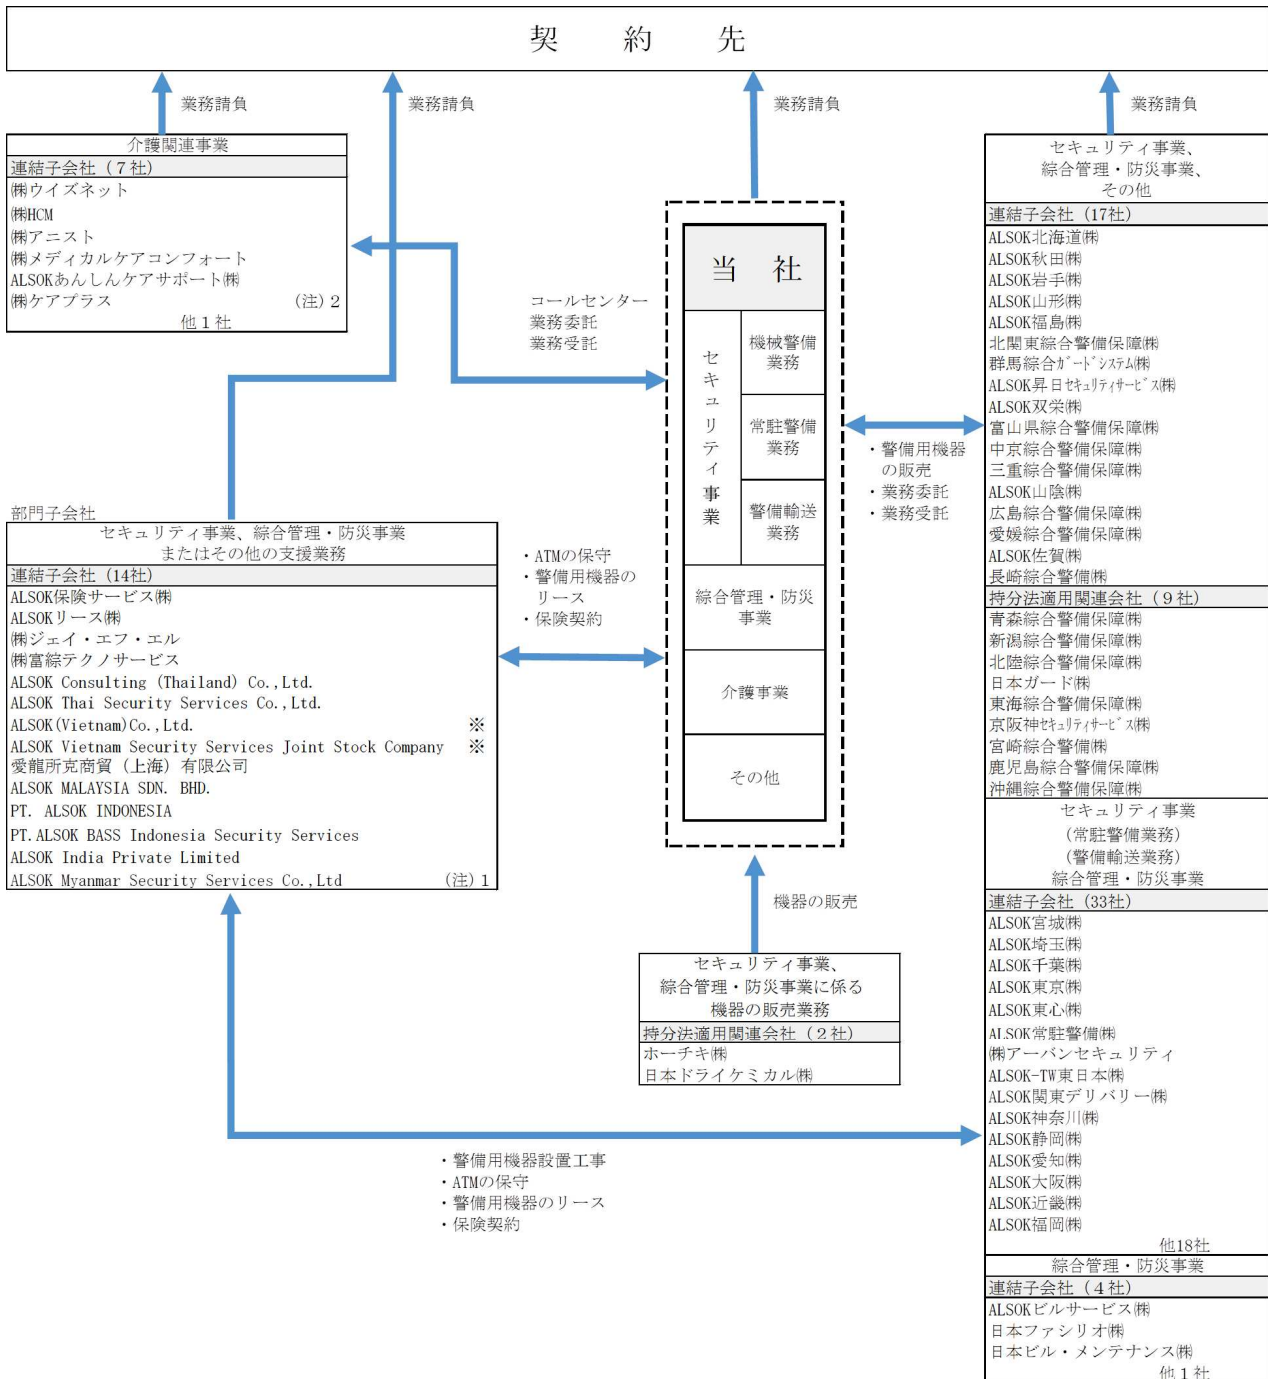 契　約　先
業務請負
業務請負
業務請負
業務請負
介護関連事業
連結子会社（７社）
㈱ウイズネット
㈱HCM
㈱アニスト
㈱メディカルケアコンフォート
ALSOKあんしんケアサポート㈱
㈱ケアプラス　（注）２
他１社
コールセンター
業務委託
業務受託
部門子会社
セキュリティ事業、綜合管理・防災事業
またはその他の支援業務
連結子会社（14社）
ALSOK保険サービス㈱
ALSOKリース㈱
㈱ジェイ・エフ・エル
㈱富綜テクノサービス
ALSOK Consulting (Thailand) Co.,Ltd.
ALSOK Thai Security Services Co.,Ltd.
ALSOK(Vietnam)Co.,Ltd.　※
ALSOK Vietnam Security Services Joint Stock Company　※
愛龍所克商貿（上海）有限公司
ALSOK MALAYSIA SDN. BHD.
PT. ALSOK INDONESIA
PT.ALSOK BASS Indonesia Security Services
ALSOK India Private Limited
ALSOK Myanmar Security Services Co.,Ltd　（注）１
・ATMの保守
・警備用機器の
リース
・保険契約
当　社
セキュリティ事業
機械警備
業務
常駐警備
業務
警備輸送
業務
綜合管理・防災
事業
介護事業
その他
・警備用機器
の販売
・業務委託
・業務受託
機器の販売
セキュリティ事業、
綜合管理・防災事業に係る
機器の販売業務
持分法適用関連会社（２社）
ホーチキ㈱
日本ドライケミカル㈱
・警備用機器設置工事
・ATMの保守
・警備用機器のリース
・保険契約
セキュリティ事業、
綜合管理・防災事業、
その他
連結子会社（17社）
ALSOK北海道㈱
ALSOK秋田㈱
ALSOK岩手㈱
ALSOK山形㈱
ALSOK福島㈱
北関東綜合警備保障㈱
群馬綜合ｶﾞｰﾄﾞｼｽﾃﾑ㈱
ALSOK昇日ｾｷｭﾘﾃｨｻｰﾋﾞｽ㈱
ALSOK双栄㈱
富山県綜合警備保障㈱
中京綜合警備保障㈱
三重綜合警備保障㈱
ALSOK山陰㈱
広島綜合警備保障㈱
愛媛綜合警備保障㈱
ALSOK佐賀㈱
長崎綜合警備㈱
持分法適用関連会社（９社）
青森綜合警備保障㈱
新潟綜合警備保障㈱
北陸綜合警備保障㈱
日本ガード㈱
東海綜合警備保障㈱
京阪神ｾｷｭﾘﾃｨｻｰﾋﾞｽ㈱
宮崎綜合警備㈱
鹿児島綜合警備保障㈱
沖縄綜合警備保障㈱
セキュリティ事業
（常駐警備業務）
（警備輸送業務）
綜合管理・防災事業
連結子会社（33社）
ALSOK宮城㈱
ALSOK埼玉㈱
ALSOK千葉㈱
ALSOK東京㈱
ALSOK東心㈱
ALSOK常駐警備㈱
㈱アーバンセキュリティ
ALSOK-TW東日本㈱
ALSOK関東デリバリー㈱
ALSOK神奈川㈱
ALSOK静岡㈱
ALSOK愛知㈱
ALSOK大阪㈱
ALSOK近畿㈱
ALSOK福岡㈱
他18社
綜合管理・防災事業
連結子会社（４社）
ALSOKビルサービス㈱
日本ファシリオ㈱
日本ビル・メンテナンス㈱
他１社